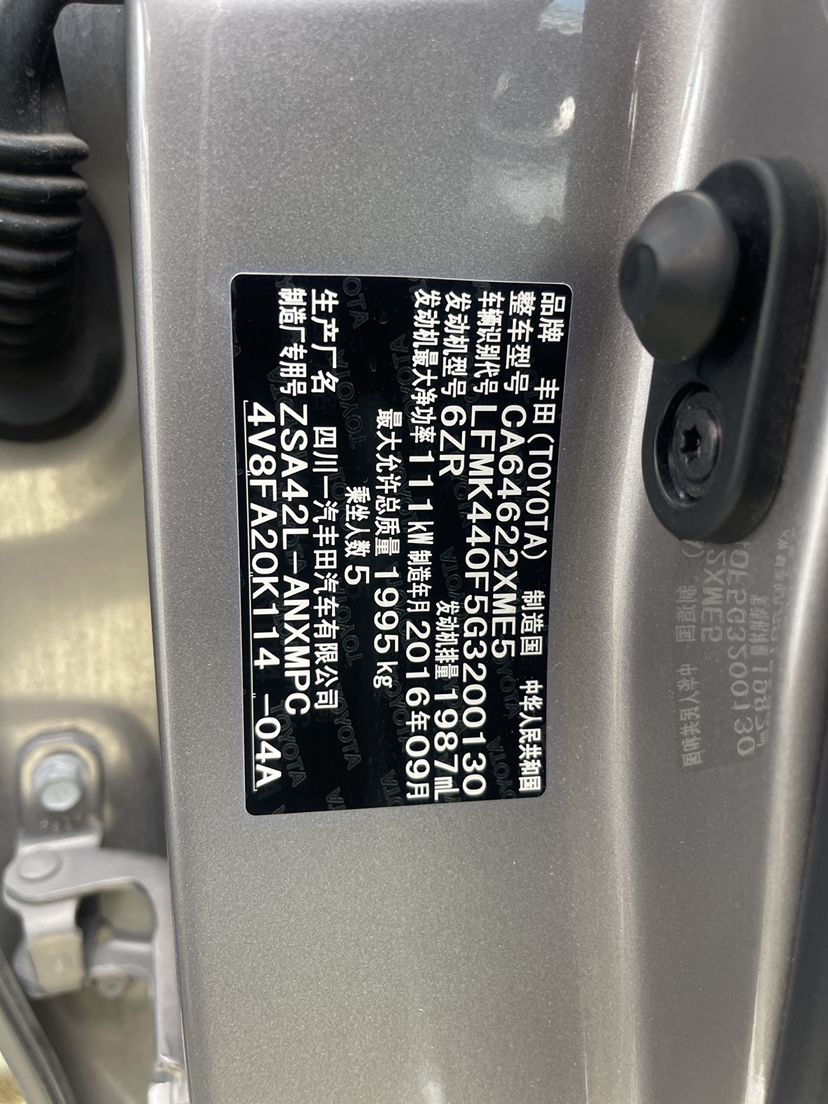 品牌 丰田(TOYOTA) 制造国 中华人民共和国
整车型号 CA64622XME5
车辆识别代号 LFMK440F5G3200130
发动机型号 6ZR 发动机排量 1987mL
发动机最大净功率 111kW 制造年月 2016年09月
最大允许总质量 1995kg
乘坐人数 5
生产厂名 四川一汽丰田汽车有限公司
制造厂专用号 ZSA42L-ANXMPC
4V8FA20K114 -04A